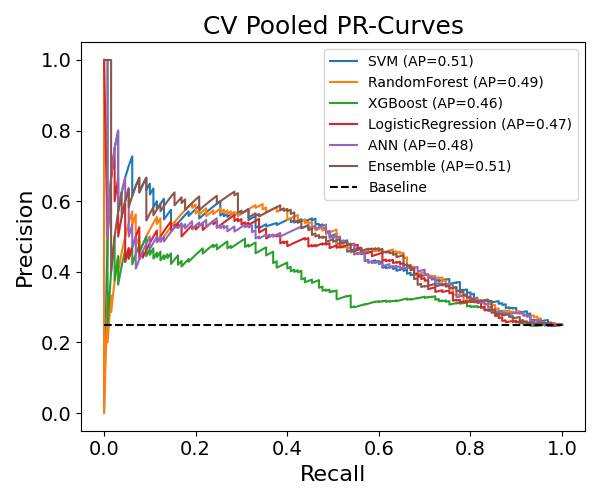 CV Pooled PR-Curves
SVM (AP=0.51)
RandomForest (AP=0.49)
XGBoost (AP=0.46)
LogisticRegression (AP=0.47)
ANN (AP=0.48)
Ensemble (AP=0.51)
Baseline
Precision
1.0
0.8
0.6
0.4
0.2
0.0
0.0 0.2 0.4 0.6 0.8 1.0
Recall